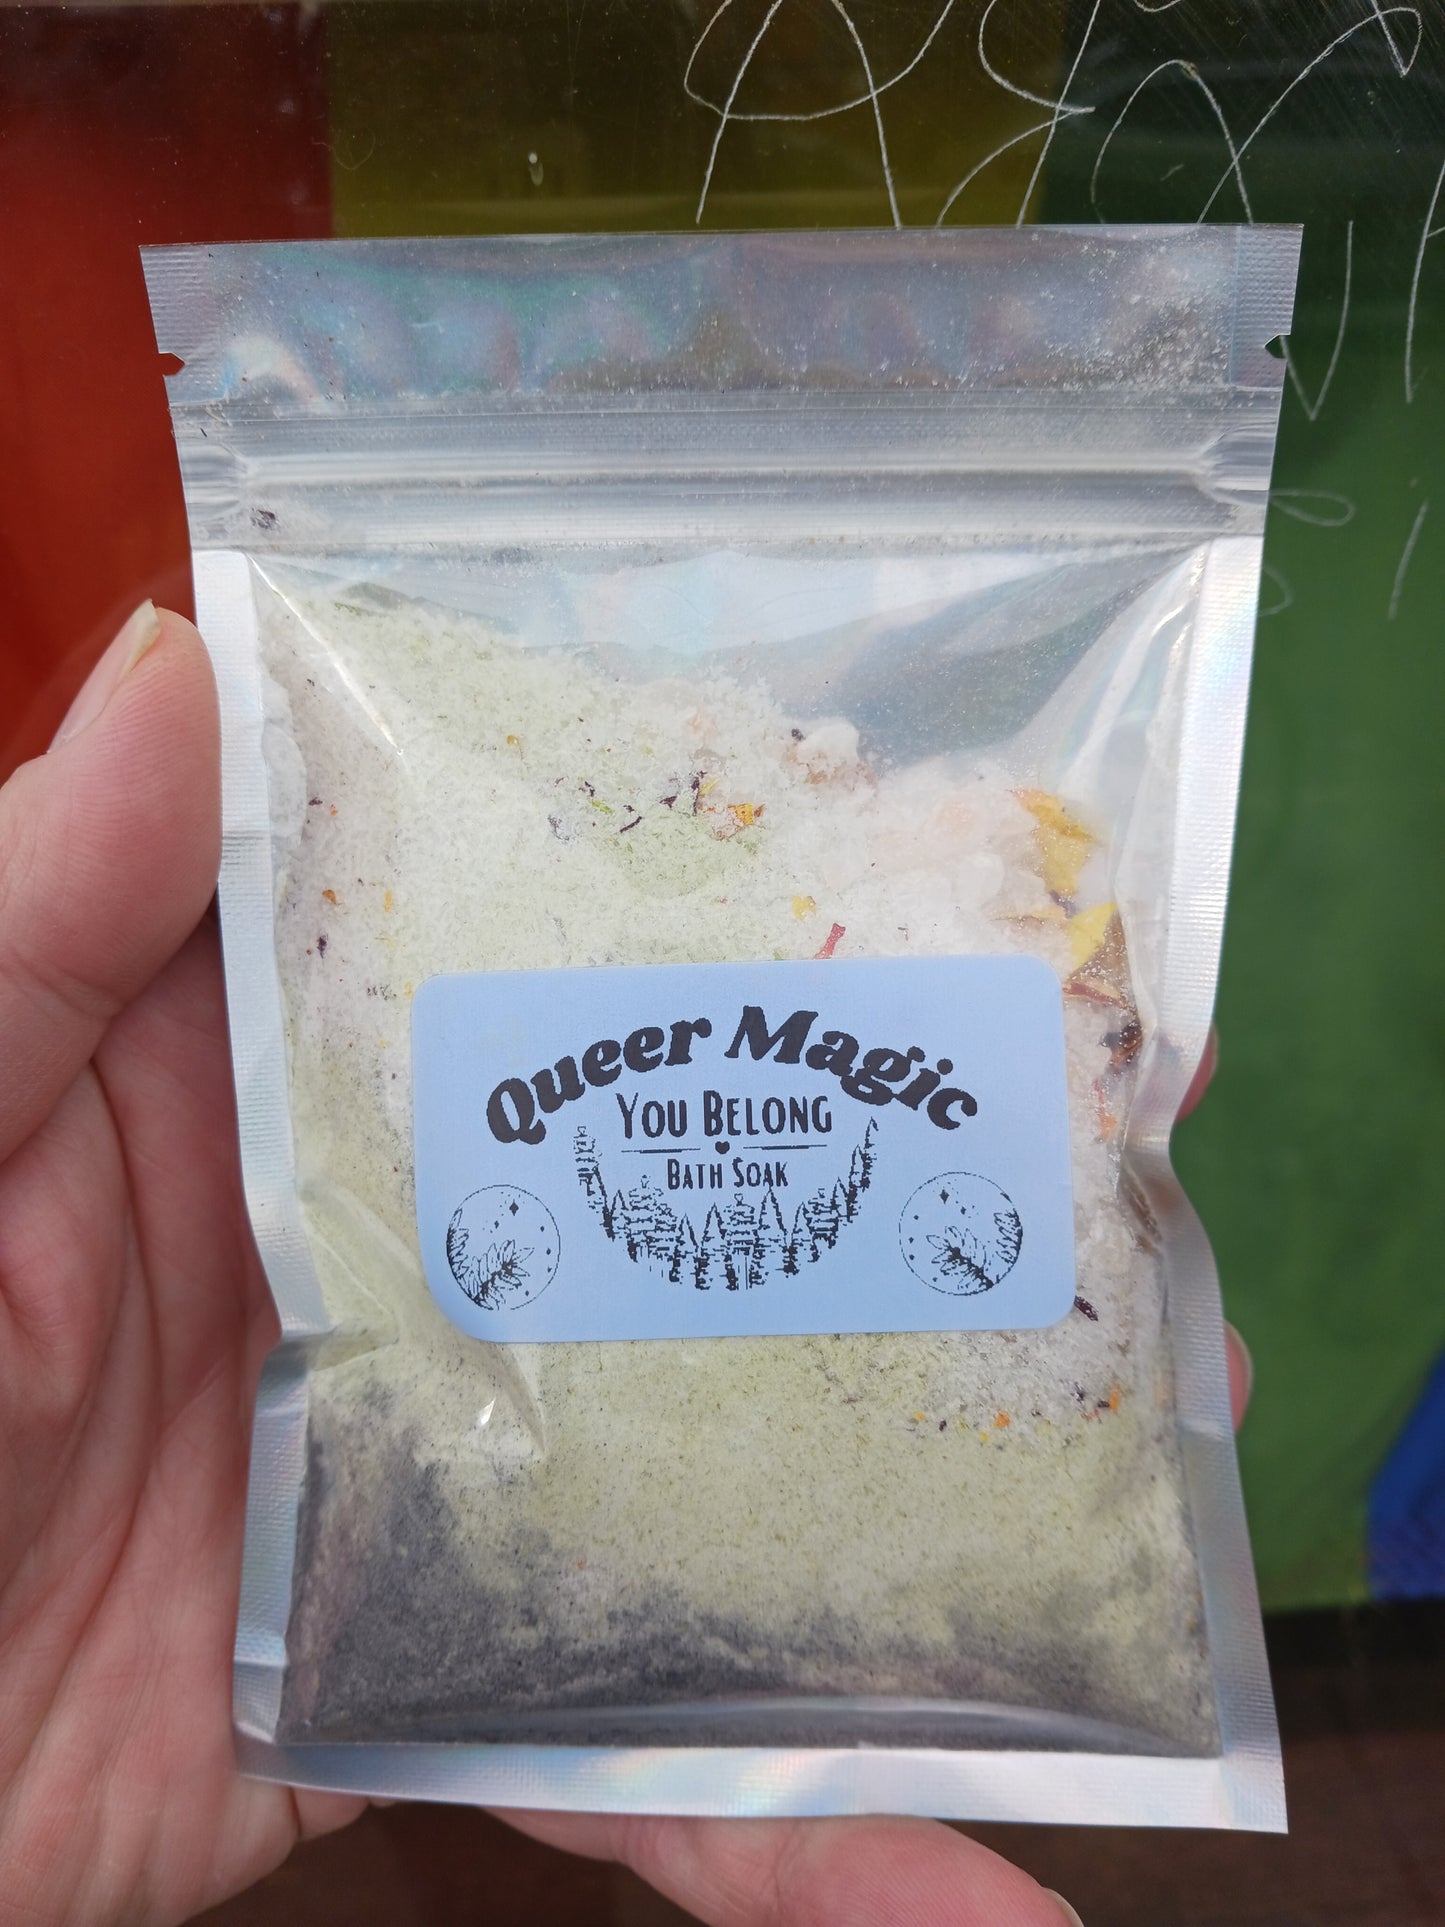 Queer Magic
You Belong
Bath Soak